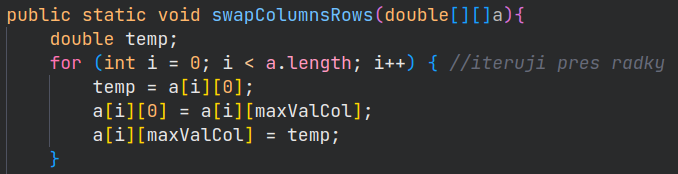 public static void swapColumnsRows(double[][]a){
double temp;
for (int i = 0; i < a.length; i++) { //iteruji pres radky
temp = a[i][0];
a[i][0] = a[i][maxValCol];
a[i][maxValCol] = temp;
}